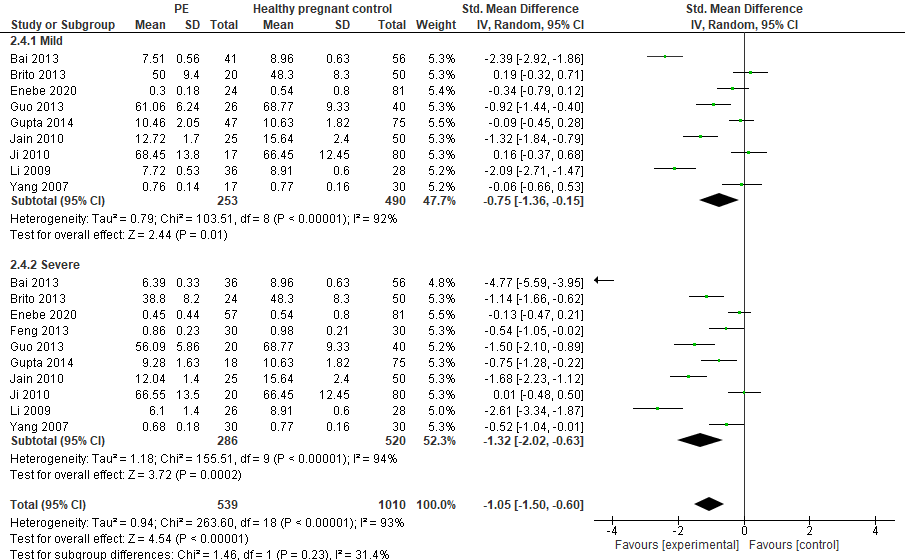 PE Healthy pregnant control Std. Mean Difference Std. Mean Difference
Study or Subgroup Mean SD Total Mean SD Total Weight IV, Random, 95% CI IV, Random, 95% CI
2.4.1 Mild
Bai 2013 7.51 0.56 41 8.96 0.63 56 5.3% -2.39 [-2.92, -1.86]
Brito 2013 50 9.4 20 48.3 8.3 50 5.3% 0.19 [-0.32, 0.71]
Enebe 2020 0.3 0.18 24 0.54 0.8 81 5.4% -0.34 [-0.79, 0.12]
Guo 2013 61.06 6.24 26 68.77 9.33 40 5.3% -0.92 [-1.44, -0.40]
Gupta 2014 10.46 2.05 47 10.63 1.82 75 5.5% -0.09 [-0.45, 0.28]
Jain 2010 12.72 1.7 25 15.64 2.4 50 5.3% -1.32 [-1.84, -0.79]
Ji 2010 68.45 13.8 17 66.45 12.45 80 5.3% 0.16 [-0.37, 0.68]
Li 2009 7.72 0.53 36 8.91 0.6 28 5.2% -2.09 [-2.71, -1.47]
Yang 2007 0.76 0.14 17 0.77 0.16 30 5.2% -0.06 [-0.66, 0.53]
Subtotal (95% CI) 253 490 47.7% -0.75 [-1.36, -0.15]
Heterogeneity: Tau² = 0.79; Chi² = 103.51, df = 8 (P < 0.00001); I² = 92%
Test for overall effect: Z = 2.44 (P = 0.01)
2.4.2 Severe
Bai 2013 6.39 0.33 36 8.96 0.63 56 4.8% -4.77 [-5.59, -3.95]
Brito 2013 38.8 8.2 24 48.3 8.3 50 5.3% -1.14 [-1.66, -0.62]
Enebe 2020 0.45 0.44 57 0.54 0.8 81 5.5% -0.13 [-0.47, 0.21]
Feng 2013 0.86 0.23 30 0.98 0.21 30 5.3% -0.54 [-1.05, -0.02]
Guo 2013 56.09 5.86 20 68.77 9.33 40 5.2% -1.50 [-2.10, -0.89]
Gupta 2014 9.28 1.63 18 10.63 1.82 75 5.3% -0.75 [-1.28, -0.22]
Jain 2010 12.04 1.4 25 15.64 2.4 50 5.3% -1.68 [-2.23, -1.12]
Ji 2010 66.55 13.5 20 66.45 12.45 80 5.4% 0.01 [-0.48, 0.50]
Li 2009 6.1 1.4 26 8.91 0.6 28 5.0% -2.61 [-3.34, -1.87]
Yang 2007 0.68 0.18 30 0.77 0.16 30 5.3% -0.52 [-1.04, -0.01]
Subtotal (95% CI) 286 520 52.3% -1.32 [-2.02, -0.63]
Heterogeneity: Tau² = 1.18; Chi² = 155.51, df = 9 (P < 0.00001); I² = 94%
Test for overall effect: Z = 3.72 (P = 0.0002)
Total (95% CI) 539 1010 100.0% -1.05 [-1.50, -0.60]
Heterogeneity: Tau² = 0.94; Chi² = 263.60, df = 18 (P < 0.00001); I² = 93%
Test for overall effect: Z = 4.54 (P < 0.00001)
Test for subgroup differences: Chi² = 1.46, df = 1 (P = 0.23), I² = 31.4%
-4 -2 0 2 4
Favours [experimental] Favours [control]